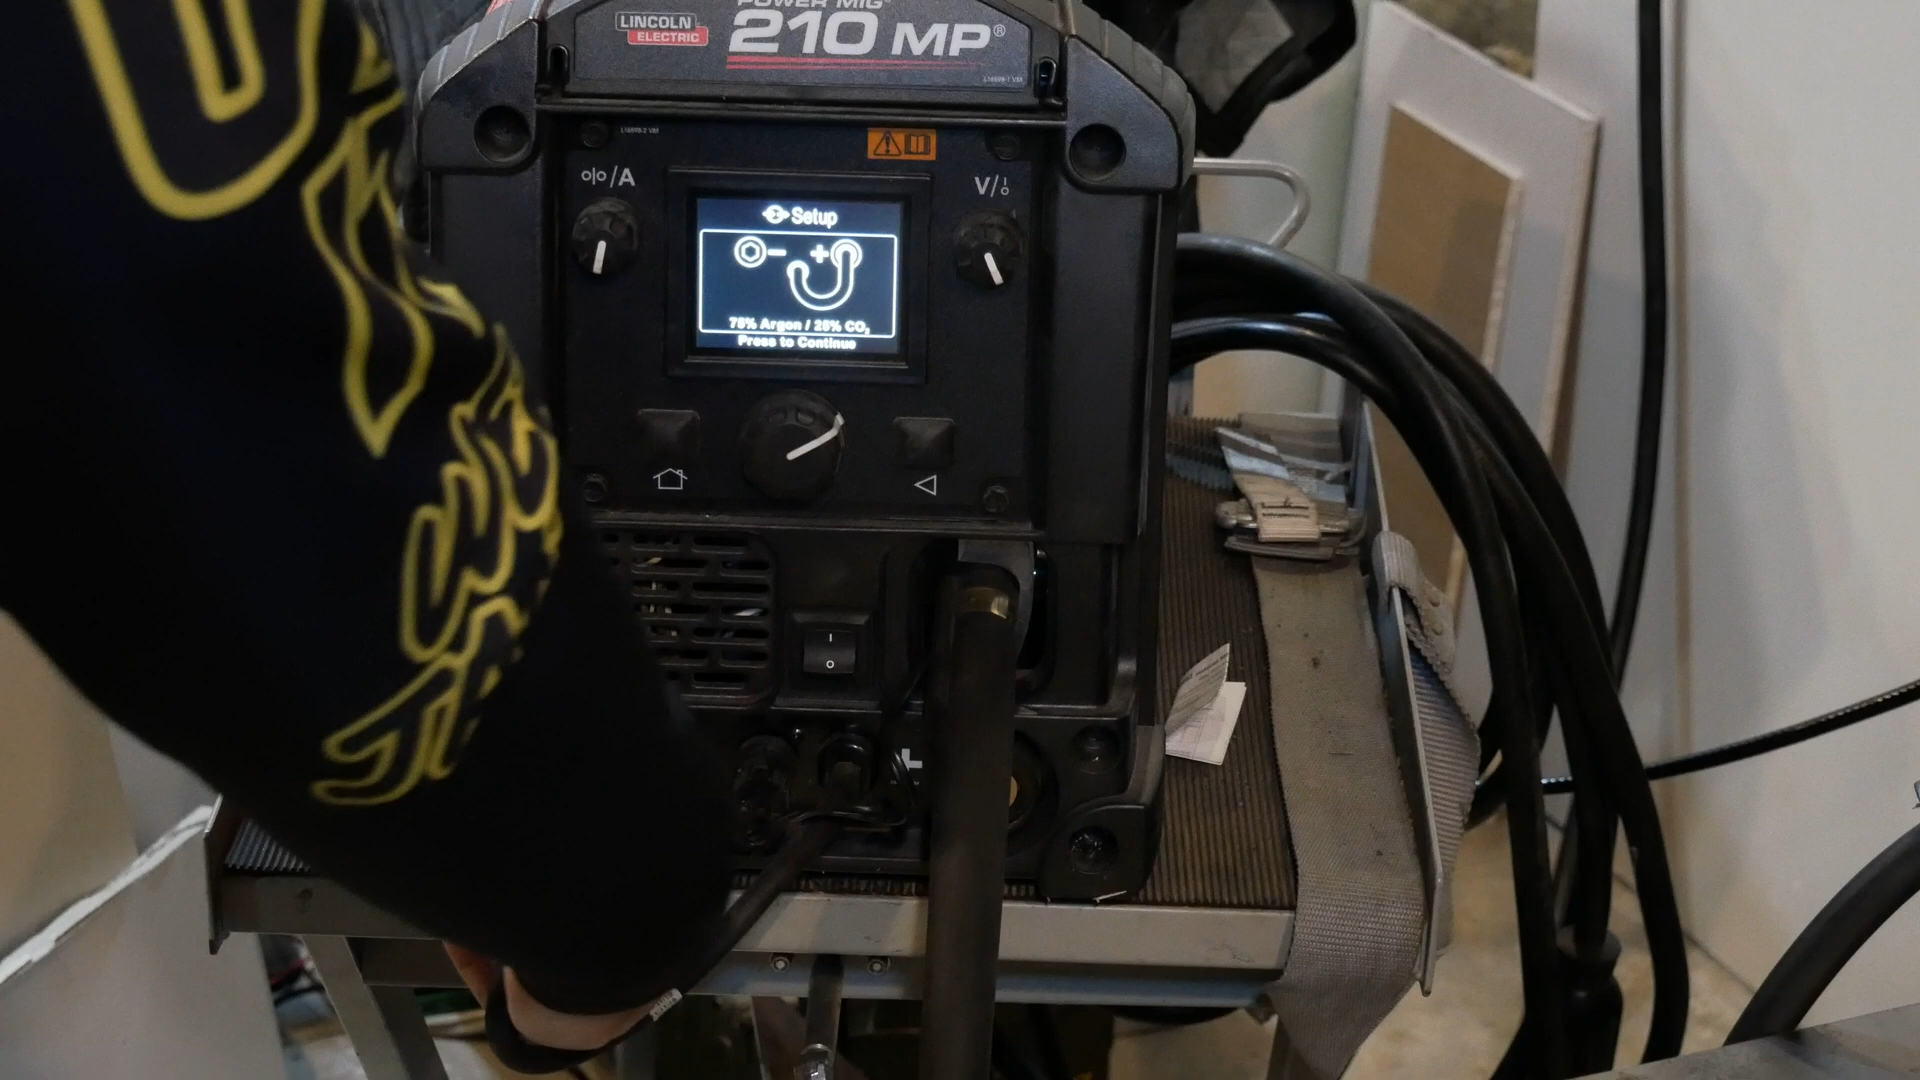 POWER MIG®
LINCOLN
ELECTRIC
210 MP®
o|o/A
V/
Setup
- +
75% Argon / 25% CO₂
Press to Continue
I
O
+